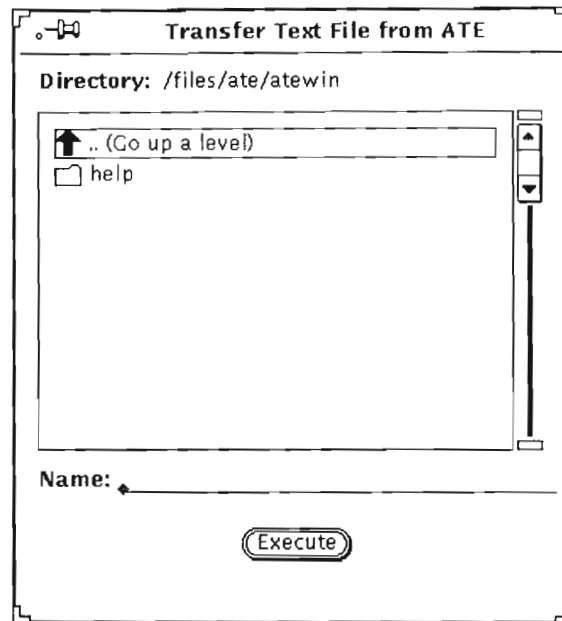 Transfer Text File from ATE
Directory: /files/ate/atewin
.. (Go up a level)
help
Name:
Execute